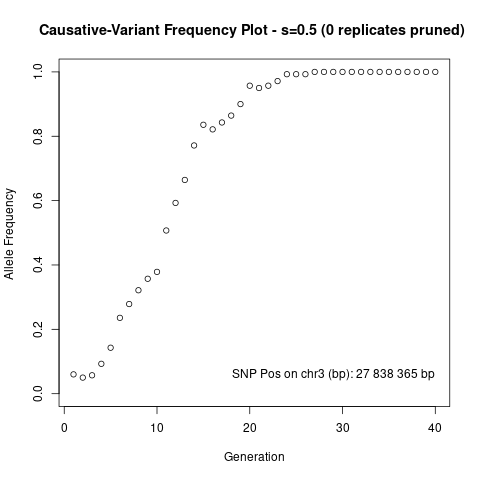 Causative-Variant Frequency Plot - s=0.5 (0 replicates pruned)
Allele Frequency
1.0
0.8
0.6
0.4
0.2
0.0
SNP Pos on chr3 (bp): 27 838 365 bp
0 10 20 30 40
Generation